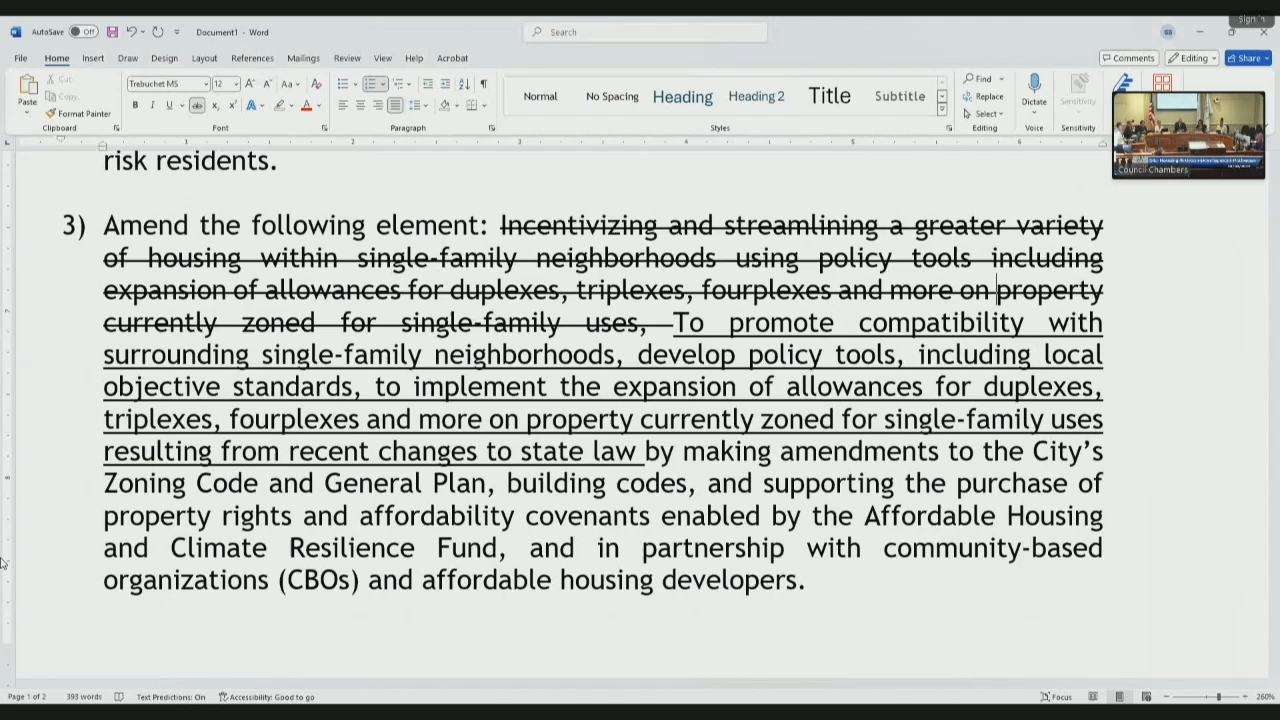 Sign in
AutoSave Off Document1 - Word Search SS
File Home Insert Draw Design Layout References Mailings Review View Help Acrobat Comments Editing Share
Paste Cut Copy Format Painter Clipboard
Trebuchet MS 12 Font
Paragraph
Normal No Spacing Heading Heading 2 Title Subtitle Styles
Find Replace Select Editing
Dictate Voice
Sensitivity Sensitivity
Council Chambers
risk residents.
3) Amend the following element: Incentivizing and streamlining a greater variety
of housing within single-family neighborhoods using policy tools including
expansion of allowances for duplexes, triplexes, fourplexes and more on property
currently zoned for single-family uses, To promote compatibility with
surrounding single-family neighborhoods, develop policy tools, including local
objective standards, to implement the expansion of allowances for duplexes,
triplexes, fourplexes and more on property currently zoned for single-family uses
resulting from recent changes to state law by making amendments to the City's
Zoning Code and General Plan, building codes, and supporting the purchase of
property rights and affordability covenants enabled by the Affordable Housing
and Climate Resilience Fund, and in partnership with community-based
organizations (CBOs) and affordable housing developers.
Page 1 of 2 393 words Text Predictions: On Accessibility: Good to go Focus 260%